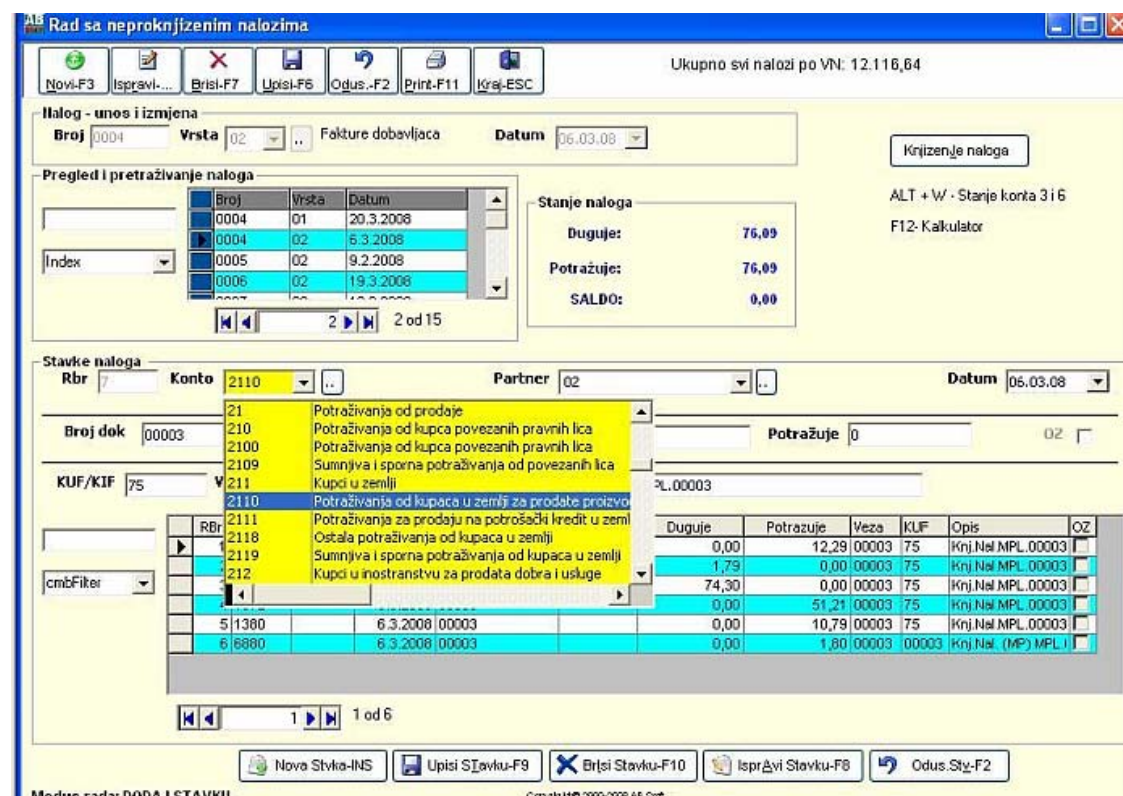 Rad sa neproknjizenim nalozima
Novi-F3 Ispravi-... Brisi-F7 Upisi-F6 Odus.-F2 Print-F11 Kraj-ESC
Ukupno svi nalozi po VN: 12.116,64
Nalog - unos i izmjena
Broj 0004 Vrsta 02 .. Fakture dobavljaca Datum 06.03.08
Knjizenje naloga
Pregled i pretraživanje naloga
Broj Vrsta Datum
0004 01 20.3.2008
0004 02 6.3.2008
0005 02 9.2.2008
0006 02 19.3.2008
Index
2 2 od 15
Stanje naloga
Duguje: 76,09
Potražuje: 76,09
SALDO: 0,00
ALT + W - Stanje konta 3 i 6
F12- Kalkulator
Stavke naloga
Rbr 7 Konto 2110 .. Partner 02 .. Datum 06.03.08
21 Potraživanja od prodaje
210 Potraživanja od kupca povezanih pravnih lica
2100 Potraživanja od kupca povezanih pravnih lica
2109 Sumnjiva i sporna potraživanja od povezanih lica
211 Kupci u zemlji
2110 Potraživanja od kupaca u zemlji za prodate proizvo
2111 Potraživanja za prodaju na potrošački kredit u zeml
2118 Ostala potraživanja od kupaca u zemlji
2119 Sumnjiva i sporna potraživanja od kupaca u zemlji
212 Kupci u inostranstvu za prodata dobra i usluge
Broj dok 00003 Potražuje 0 OZ
KUF/KIF 75 V PL.00003
cmbFilter
RBr Duguje Potrazuje Veza KUF Opis OZ
0,00 12,29 00003 75 Knj.Nal.MPL.00003
1,79 0,00 00003 75 Knj.Nal.MPL.00003
74,30 0,00 00003 75 Knj.Nal.MPL.00003
0,00 51,21 00003 75 Knj.Nal.MPL.00003
5 1380 6.3.2008 00003 0,00 10,79 00003 75 Knj.Nal.MPL.00003
6 6880 6.3.2008 00003 0,00 1,80 00003 00003 Knj.Nal. (MP) MPL.
1 1 od 6
Nova Stvka-INS Upisi STavku-F9 BrIsi Stavku-F10 IsprAvi Stavku-F8 Odus.Sty-F2